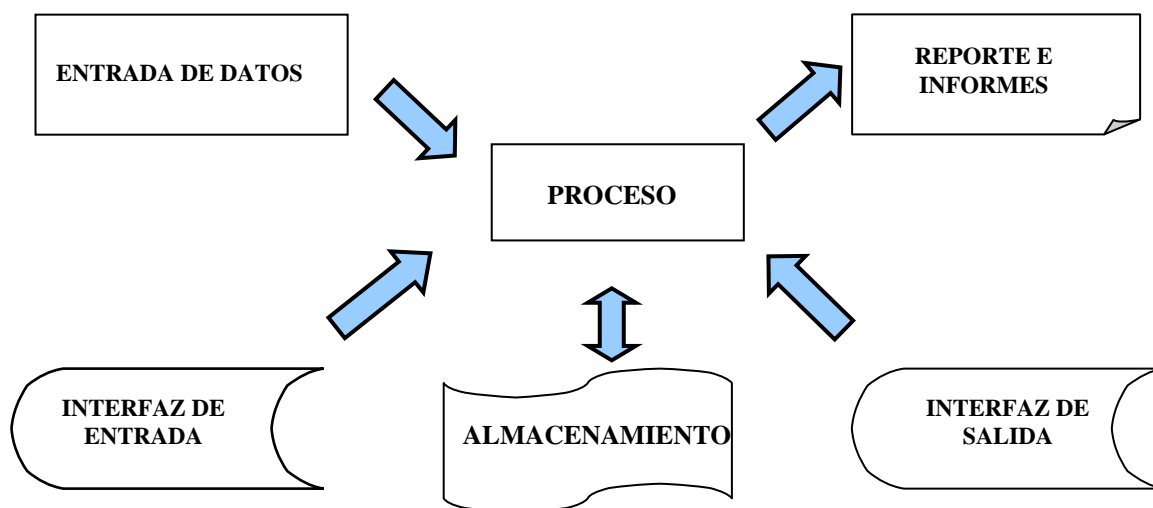 ENTRADA DE DATOS
REPORTE E
INFORMES
PROCESO
INTERFAZ DE
ENTRADA
ALMACENAMIENTO
INTERFAZ DE
SALIDA